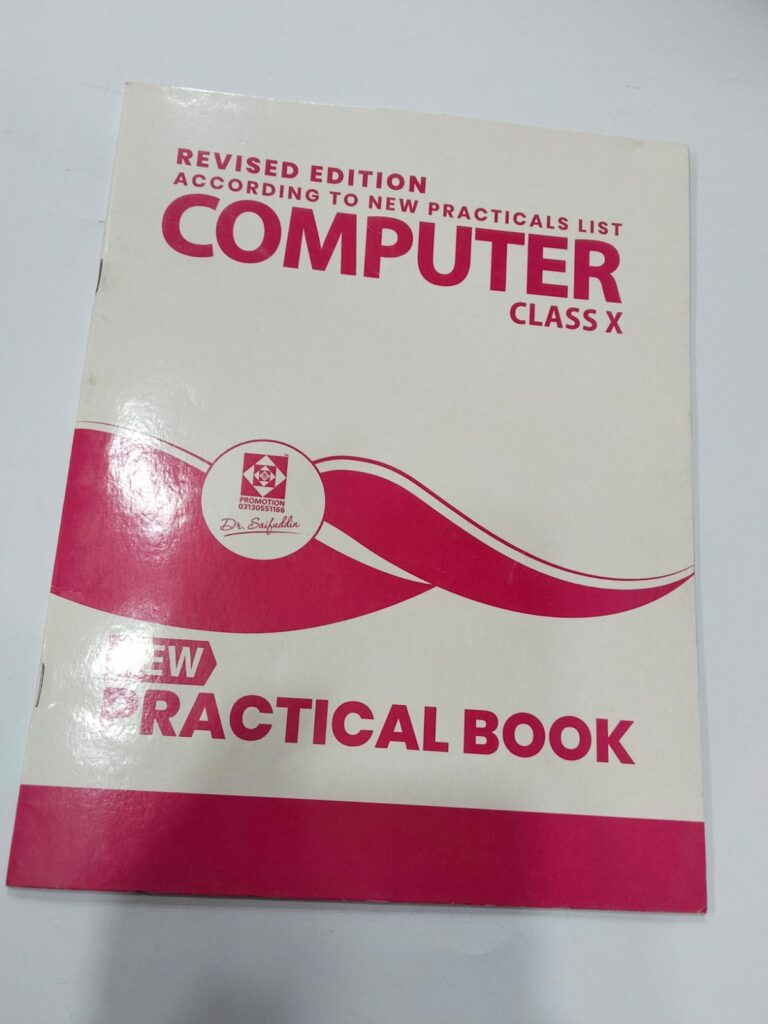 REVISED EDITION
ACCORDING TO NEW PRACTICALS LIST
COMPUTER
CLASS X
PROMOTION
03130551166
Dr. Saifuddin
NEW
PRACTICAL BOOK